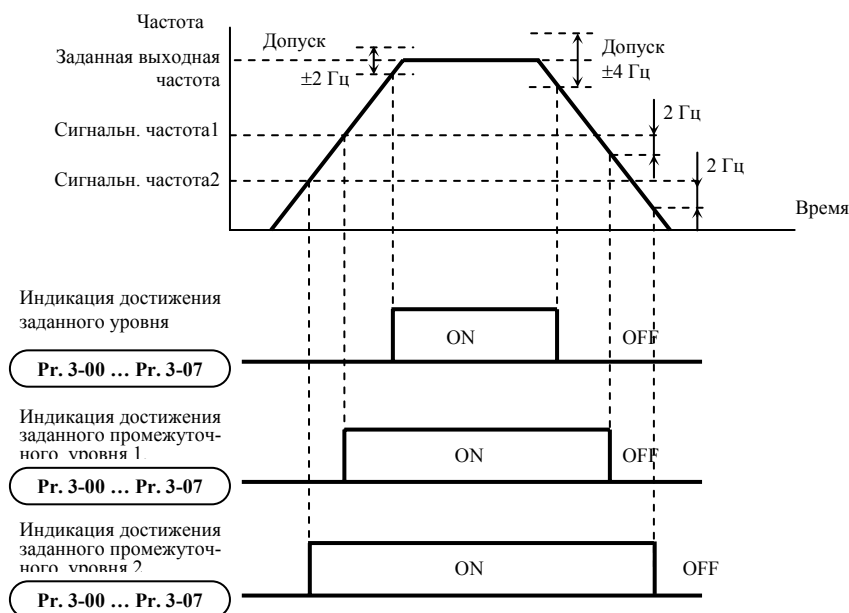 Частота
Допуск
±2 Гц
Допуск
±4 Гц
Заданная выходная
частота
2 Гц
Сигнальн. частота1
2 Гц
Сигнальн. частота2
Время
Индикация достижения
заданного уровня
ON
OFF
Pr. 3-00 … Pr. 3-07
Индикация достижения
заданного промежуточ-
ного уровня 1.
ON
OFF
Pr. 3-00 … Pr. 3-07
Индикация достижения
заданного промежуточ-
ного уровня 2
ON
OFF
Pr. 3-00 … Pr. 3-07